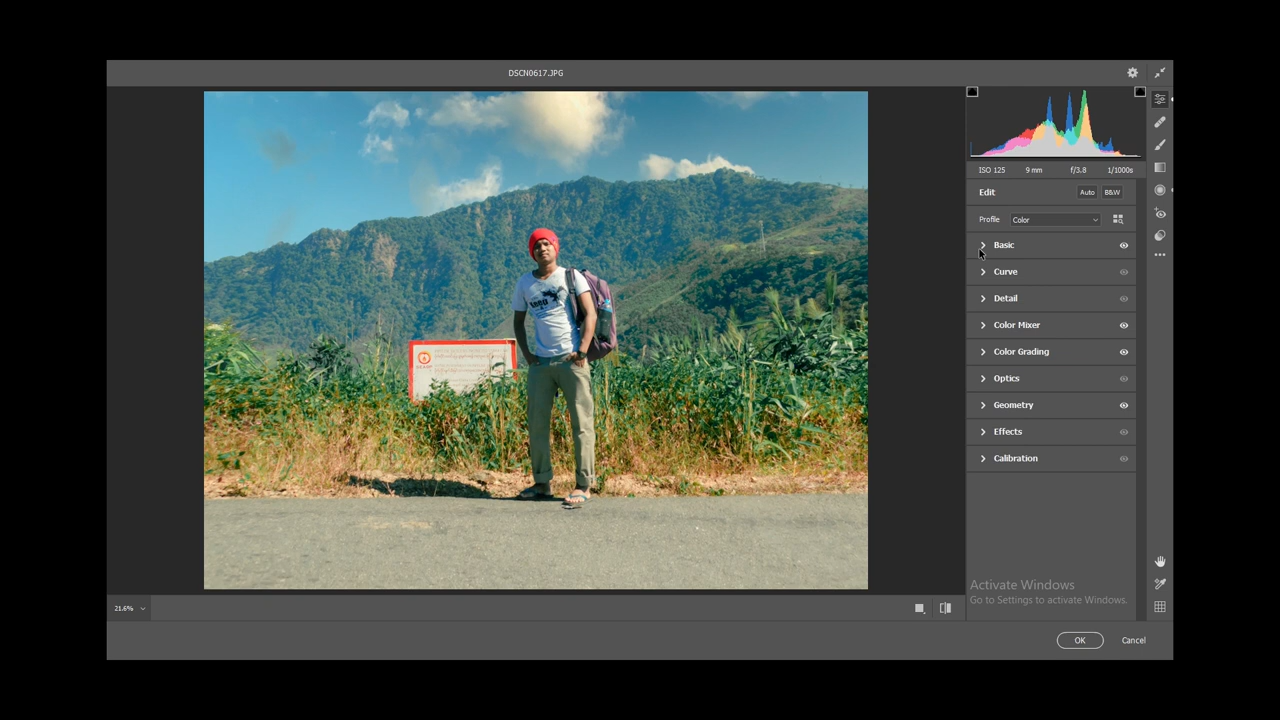 DSCN0617.JPG
ISO 125 9 mm f/3.8 1/1000s
Edit Auto B&W
Profile Color
Basic
Curve
Detail
Color Mixer
Color Grading
Optics
Geometry
Effects
Calibration
Activate Windows
Go to Settings to activate Windows.
21.6%
OK Cancel